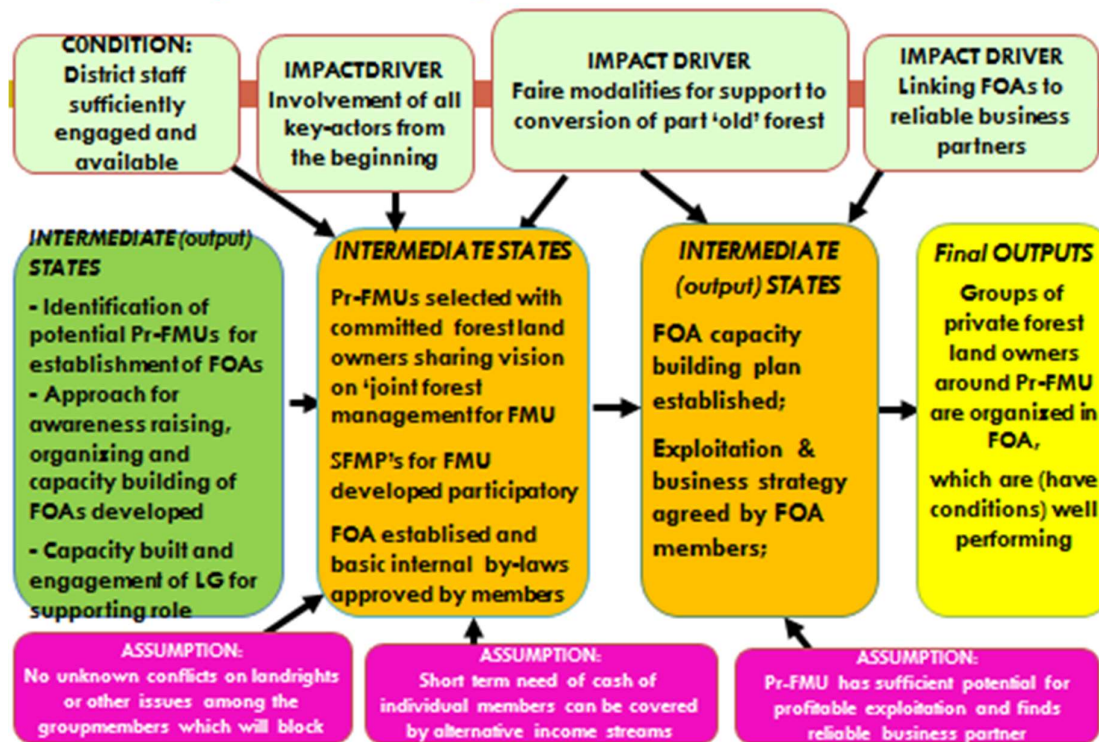 CONDITION:
District staff
sufficiently
engaged and
available
IMPACTDRIVER
Involvement of all
key-actors from
the beginning
IMPACT DRIVER
Faire modalities for support to
conversion of part ‘old’ forest
IMPACT DRIVER
Linking FOAs to
reliable business
partners
INTERMEDIATE (output)
STATES
- Identification of
potential Pr-FMUs for
establishment of FOAs
- Approach for
awareness raising,
organizing and
capacity building of
FOAs developed
- Capacity built and
engagement of LG for
supporting role
INTERMEDIATE STATES
Pr-FMUs selected with
committed forest land
owners sharing vision
on ‘joint forest
management for FMU
SFMP’s for FMU
developed participatory
FOA establised and
basic internal by-laws
approved by members
INTERMEDIATE
(output) STATES
FOA capacity
building plan
established;
Exploitation &
business strategy
agreed by FOA
members;
Final OUTPUTS
Groups of
private forest
land owners
around Pr-FMU
are organized in
FOA,
which are (have
conditions) well
performing
ASSUMPTION:
No unknown conflicts on landrights
or other issues among the
groupmembers which will block
ASSUMPTION:
Short term need of cash of
individual members can be covered
by alternative income streams
ASSUMPTION:
Pr-FMU has sufficient potential for
profitable exploitation and finds
reliable business partner